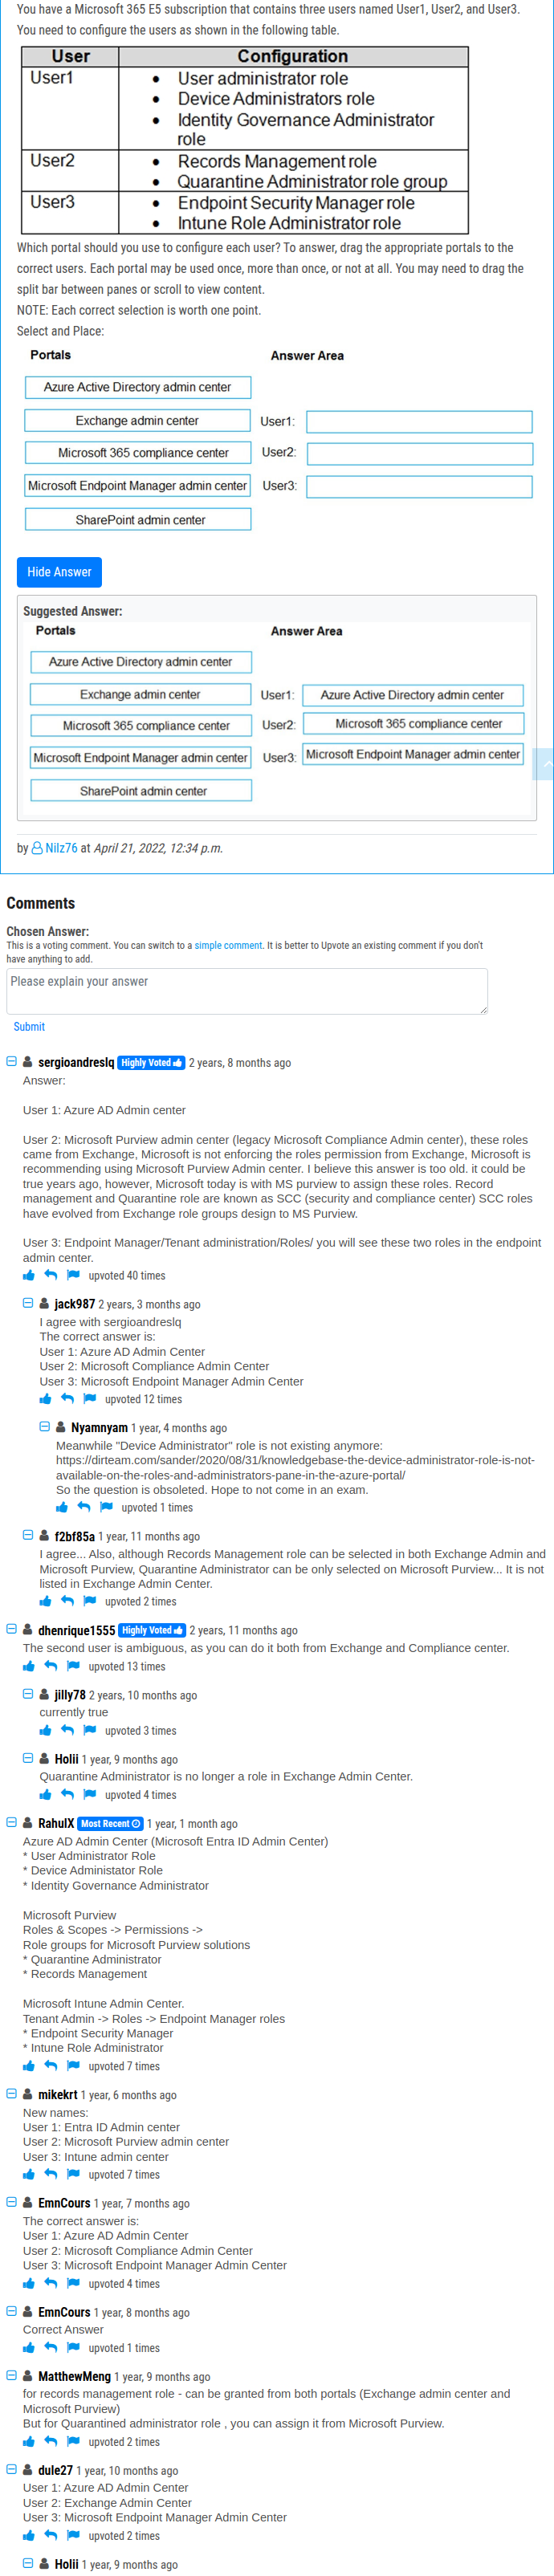 You have a Microsoft 365 E5 subscription that contains three users named User1, User2, and User3.
You need to configure the users as shown in the following table.
User Configuration
User1 • User administrator role
• Device Administrators role
• Identity Governance Administrator
role
User2 • Records Management role
• Quarantine Administrator role group
User3 • Endpoint Security Manager role
• Intune Role Administrator role
Which portal should you use to configure each user? To answer, drag the appropriate portals to the
correct users. Each portal may be used once, more than once, or not at all. You may need to drag the
split bar between panes or scroll to view content.
NOTE: Each correct selection is worth one point.
Select and Place:
Portals Answer Area
Azure Active Directory admin center
Exchange admin center User1:
Microsoft 365 compliance center User2:
Microsoft Endpoint Manager admin center User3:
SharePoint admin center
Hide Answer
Suggested Answer:
Portals Answer Area
Azure Active Directory admin center
Exchange admin center User1: Azure Active Directory admin center
Microsoft 365 compliance center User2: Microsoft 365 compliance center
Microsoft Endpoint Manager admin center User3: Microsoft Endpoint Manager admin center
SharePoint admin center
by Nilz76 at April 21, 2022, 12:34 p.m.
Comments
Chosen Answer:
This is a voting comment. You can switch to a simple comment. It is better to Upvote an existing comment if you don't
have anything to add.
Please explain your answer
Submit
sergioandreslq Highly Voted 2 years, 8 months ago
Answer:
User 1: Azure AD Admin center
User 2: Microsoft Purview admin center (legacy Microsoft Compliance Admin center), these roles
came from Exchange, Microsoft is not enforcing the roles permission from Exchange, Microsoft is
recommending using Microsoft Purview Admin center. I believe this answer is too old. it could be
true years ago, however, Microsoft today is with MS purview to assign these roles. Record
management and Quarantine role are known as SCC (security and compliance center) SCC roles
have evolved from Exchange role groups design to MS Purview.
User 3: Endpoint Manager/Tenant administration/Roles/ you will see these two roles in the endpoint
admin center.
upvoted 40 times
jack987 2 years, 3 months ago
I agree with sergioandreslq
The correct answer is:
User 1: Azure AD Admin Center
User 2: Microsoft Compliance Admin Center
User 3: Microsoft Endpoint Manager Admin Center
upvoted 12 times
Nyamnyam 1 year, 4 months ago
Meanwhile "Device Administrator" role is not existing anymore:
https://dirteam.com/sander/2020/08/31/knowledgebase-the-device-administrator-role-is-not-
available-on-the-roles-and-administrators-pane-in-the-azure-portal/
So the question is obsoleted. Hope to not come in an exam.
upvoted 1 times
f2bf85a 1 year, 11 months ago
I agree... Also, although Records Management role can be selected in both Exchange Admin and
Microsoft Purview, Quarantine Administrator can be only selected on Microsoft Purview... It is not
listed in Exchange Admin Center.
upvoted 2 times
dhenrique1555 Highly Voted 2 years, 11 months ago
The second user is ambiguous, as you can do it both from Exchange and Compliance center.
upvoted 13 times
jilly78 2 years, 10 months ago
currently true
upvoted 3 times
Holii 1 year, 9 months ago
Quarantine Administrator is no longer a role in Exchange Admin Center.
upvoted 4 times
RahulX Most Recent 1 year, 1 month ago
Azure AD Admin Center (Microsoft Entra ID Admin Center)
* User Administrator Role
* Device Administator Role
* Identity Governance Administrator
Microsoft Purview
Roles & Scopes -> Permissions ->
Role groups for Microsoft Purview solutions
* Quarantine Administrator
* Records Management
Microsoft Intune Admin Center.
Tenant Admin -> Roles -> Endpoint Manager roles
* Endpoint Security Manager
* Intune Role Administrator
upvoted 7 times
mikekrt 1 year, 6 months ago
New names:
User 1: Entra ID Admin center
User 2: Microsoft Purview admin center
User 3: Intune admin center
upvoted 7 times
EmnCours 1 year, 7 months ago
The correct answer is:
User 1: Azure AD Admin Center
User 2: Microsoft Compliance Admin Center
User 3: Microsoft Endpoint Manager Admin Center
upvoted 4 times
EmnCours 1 year, 8 months ago
Correct Answer
upvoted 1 times
MatthewMeng 1 year, 9 months ago
for records management role - can be granted from both portals (Exchange admin center and
Microsoft Purview)
But for Quarantined administrator role , you can assign it from Microsoft Purview.
upvoted 2 times
dule27 1 year, 10 months ago
User 1: Azure AD Admin Center
User 2: Exchange Admin Center
User 3: Microsoft Endpoint Manager Admin Center
upvoted 2 times
Holii 1 year, 9 months ago